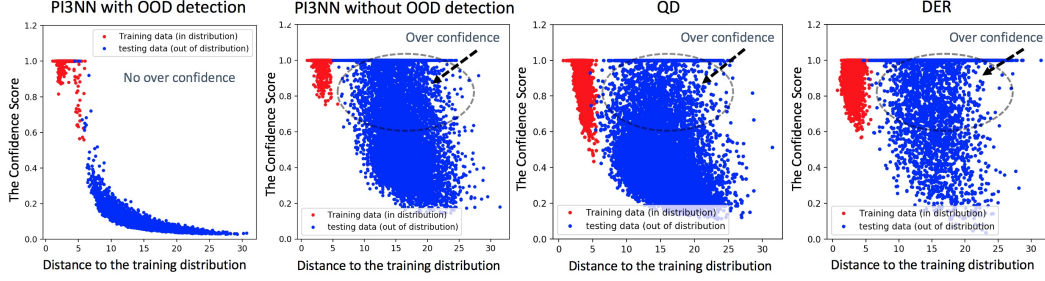 PI3NN with OOD detection
PI3NN without OOD detection
QD
DER
1.2
1.0
0.8
0.6
0.4
0.2
0.0
0 5 10 15 20 25 30
The Confidence Score
Distance to the training distribution
Training data (in distribution)
testing data (out of distribution)
No over confidence
1.2
1.0
0.8
0.6
0.4
0.2
0.0
0 5 10 15 20 25 30
The Confidence Score
Distance to the training distribution
Over confidence
Training data (in distribution)
testing data (out of distribution)
1.2
1.0
0.8
0.6
0.4
0.2
0.0
0 5 10 15 20 25 30
The Confidence Score
Distance to the training distribution
Over confidence
Training data (in distribution)
testing data (out of distribution)
1.2
1.0
0.8
0.6
0.4
0.2
0.0
0 5 10 15 20 25 30
The Confidence Score
Distance to the training distribution
Over confidence
Training data (in distribution)
testing data (out of distribution)